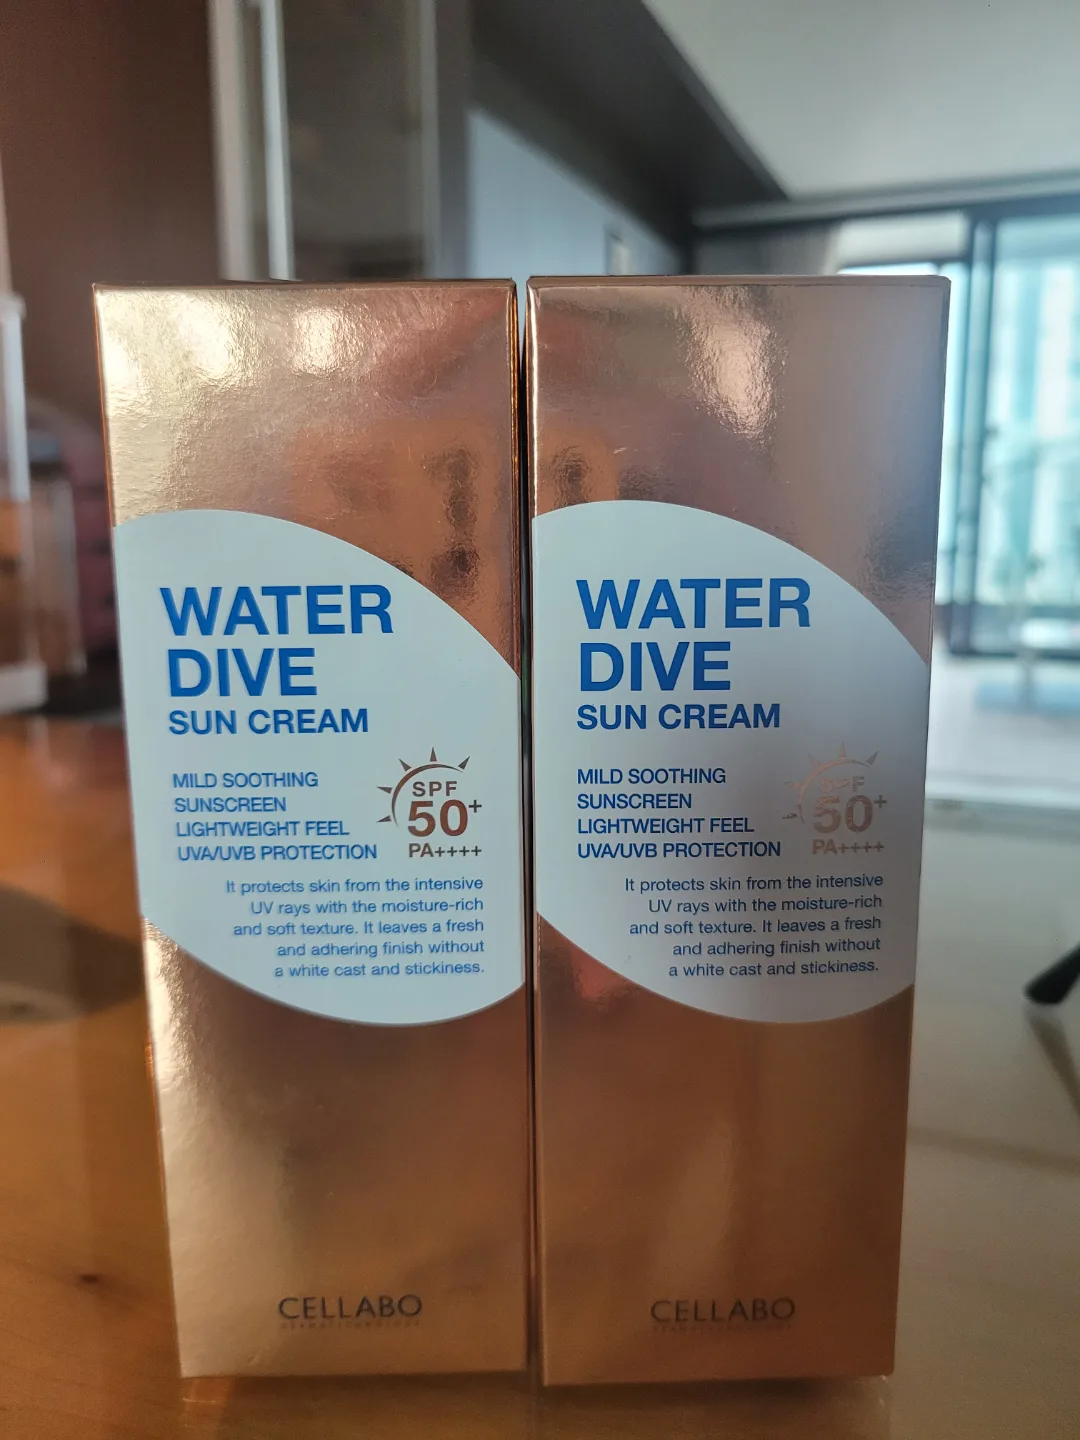 WATER
DIVE
SUN CREAM
MILD SOOTHING
SUNSCREEN
LIGHTWEIGHT FEEL
UVA/UVB PROTECTION
SPF
50+
PA++++
It protects skin from the intensive
UV rays with the moisture-rich
and soft texture. It leaves a fresh
and adhering finish without
a white cast and stickiness.
CELLABO
WATER
DIVE
SUN CREAM
MILD SOOTHING
SUNSCREEN
LIGHTWEIGHT FEEL
UVA/UVB PROTECTION
SPF
50+
PA++++
It protects skin from the intensive
UV rays with the moisture-rich
and soft texture. It leaves a fresh
and adhering finish without
a white cast and stickiness.
CELLABO